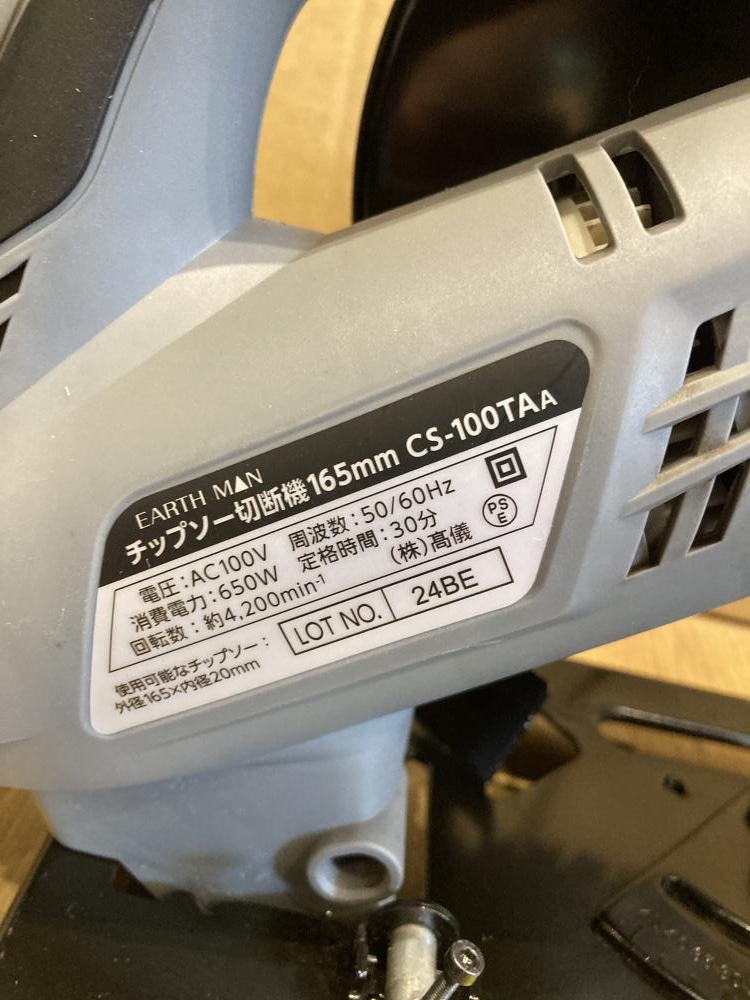 EARTH MAN
チップソー切断機165mm CS-100TAA
電圧:AC100V 周波数:50/60Hz
消費電力:650W 定格時間:30分
回転数:約4,200min-1 (株)髙儀
PS
E
使用可能なチップソー:
外径165×内径20mm
LOT NO. 24BE